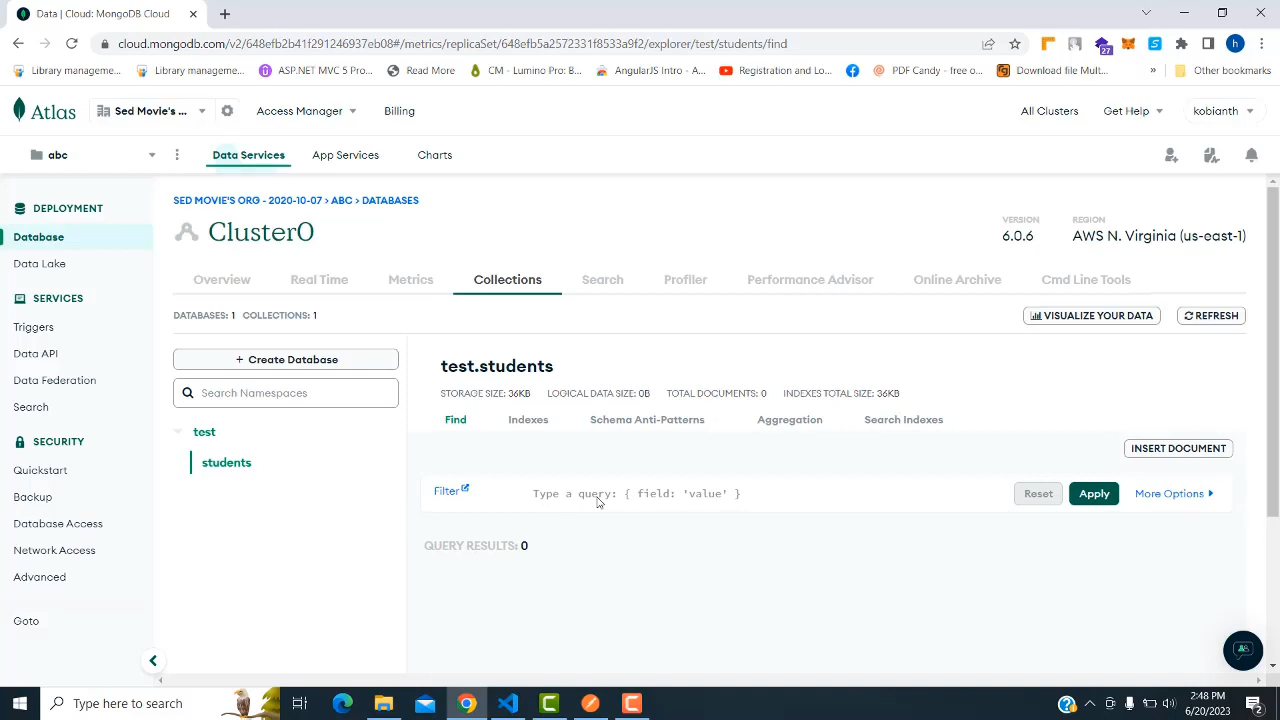 Data | Cloud: MongoDB Cloud
cloud.mongodb.com/v2/648efb2b41f291246937cb08#/metrics/replicaSet/648efb5a2572331f8533a9f2/explorer/test/students/find
h
27
Library manageme... Library manageme... ASP.NET MVC 5 Pro... Read More CM - Lumino Pro: B... AngularJS Intro - A... Registration and Lo... PDF Candy - free o... Download file Mult... » Other bookmarks
Atlas Sed Movie's ... Access Manager Billing All Clusters Get Help kobianth
abc Data Services App Services Charts
DEPLOYMENT
Database
Data Lake
SERVICES
Triggers
Data API
Data Federation
Search
SECURITY
Quickstart
Backup
Database Access
Network Access
Advanced
Goto
SED MOVIE'S ORG - 2020-10-07 > ABC > DATABASES
Cluster0
VERSION REGION
6.0.6 AWS N. Virginia (us-east-1)
Overview Real Time Metrics Collections Search Profiler Performance Advisor Online Archive Cmd Line Tools
DATABASES: 1 COLLECTIONS: 1 VISUALIZE YOUR DATA REFRESH
+ Create Database
Search Namespaces
test
students
test.students
STORAGE SIZE: 36KB LOGICAL DATA SIZE: 0B TOTAL DOCUMENTS: 0 INDEXES TOTAL SIZE: 36KB
Find Indexes Schema Anti-Patterns Aggregation Search Indexes
INSERT DOCUMENT
Filter Type a query: { field: 'value' } Reset Apply More Options
QUERY RESULTS: 0
Type here to search
2:48 PM
6/20/2023
2